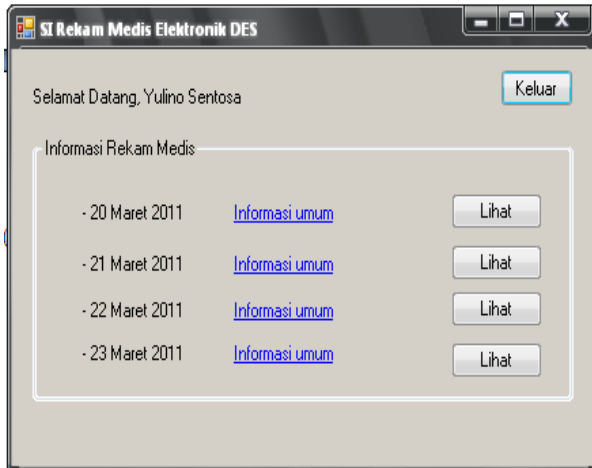 SI Rekam Medis Elektronik DES
Keluar
Selamat Datang, Yulino Sentosa
Informasi Rekam Medis
- 20 Maret 2011 Informasi umum Lihat
- 21 Maret 2011 Informasi umum Lihat
- 22 Maret 2011 Informasi umum Lihat
- 23 Maret 2011 Informasi umum Lihat